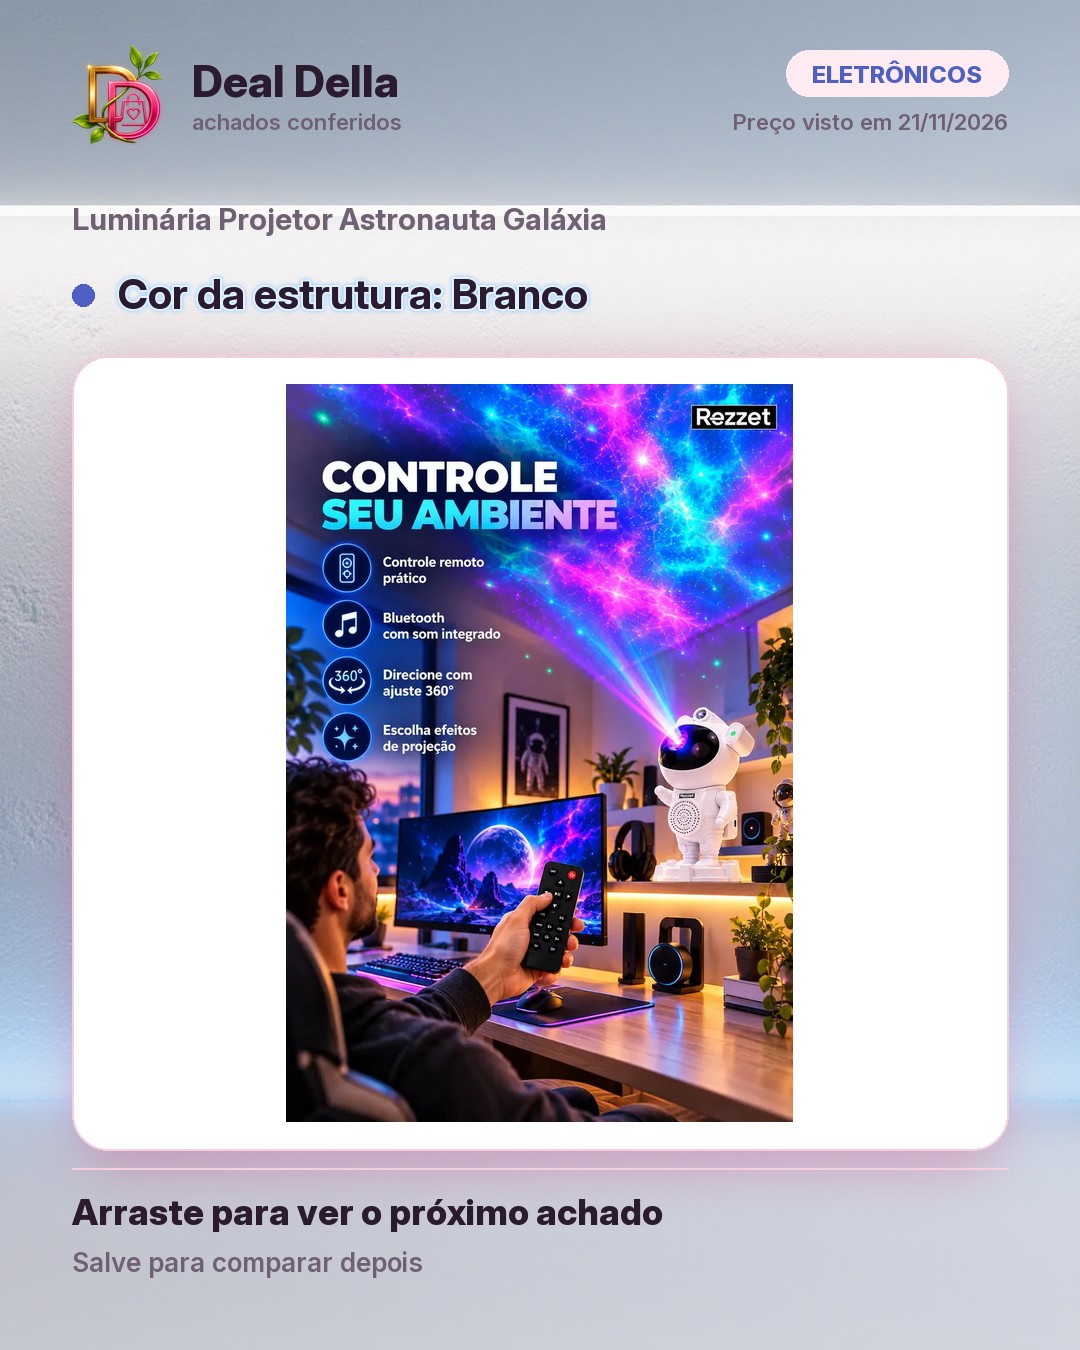 Deal Della
achados conferidos
ELETRÔNICOS
Preço visto em 21/11/2026
Luminária Projetor Astronauta Galáxia
Cor da estrutura: Branco
Rezzet
CONTROLE
SEU AMBIENTE
Controle remoto
prático
Bluetooth
com som integrado
360°
Direcione com
ajuste 360°
Escolha efeitos
de projeção
Rezzet
Arraste para ver o próximo achado
Salve para comparar depois